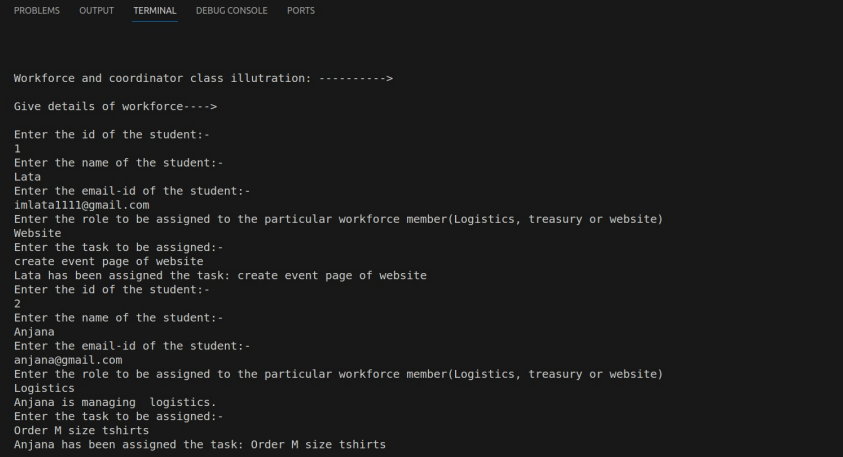 PROBLEMS OUTPUT TERMINAL DEBUG CONSOLE PORTS
Workforce and coordinator class illutration: ---------->
Give details of workforce---->
Enter the id of the student:-
1
Enter the name of the student:-
Lata
Enter the email-id of the student:-
imlata1111@gmail.com
Enter the role to be assigned to the particular workforce member(Logistics, treasury or website)
Website
Enter the task to be assigned:-
create event page of website
Lata has been assigned the task: create event page of website
Enter the id of the student:-
2
Enter the name of the student:-
Anjana
Enter the email-id of the student:-
anjana@gmail.com
Enter the role to be assigned to the particular workforce member(Logistics, treasury or website)
Logistics
Anjana is managing  logistics.
Enter the task to be assigned:-
Order M size tshirts
Anjana has been assigned the task: Order M size tshirts